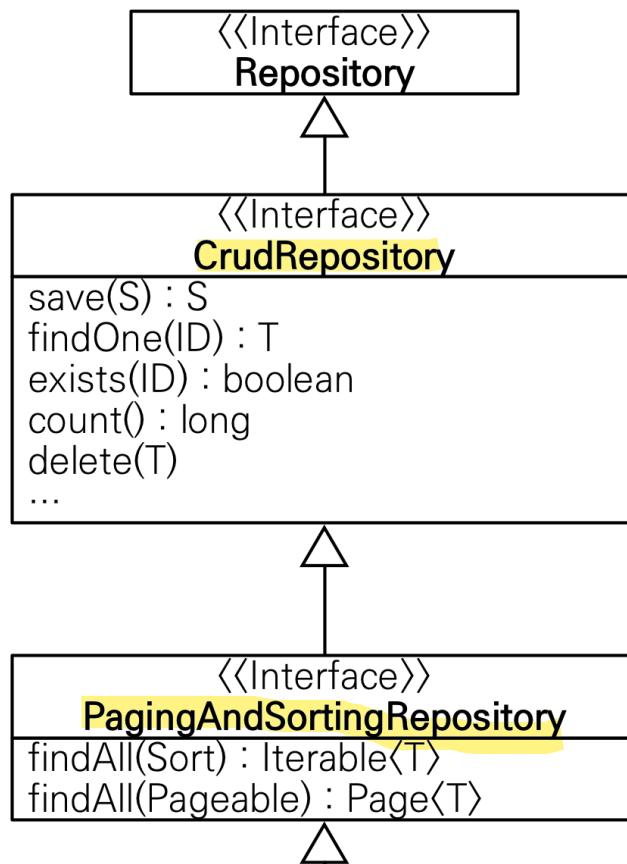 〈〈Interface〉〉
Repository
〈〈Interface〉〉
CrudRepository
save(S) : S
findOne(ID) : T
exists(ID) : boolean
count() : long
delete(T)
...
〈〈Interface〉〉
PagingAndSortingRepository
findAll(Sort) : Iterable〈T〉
findAll(Pageable) : Page〈T〉